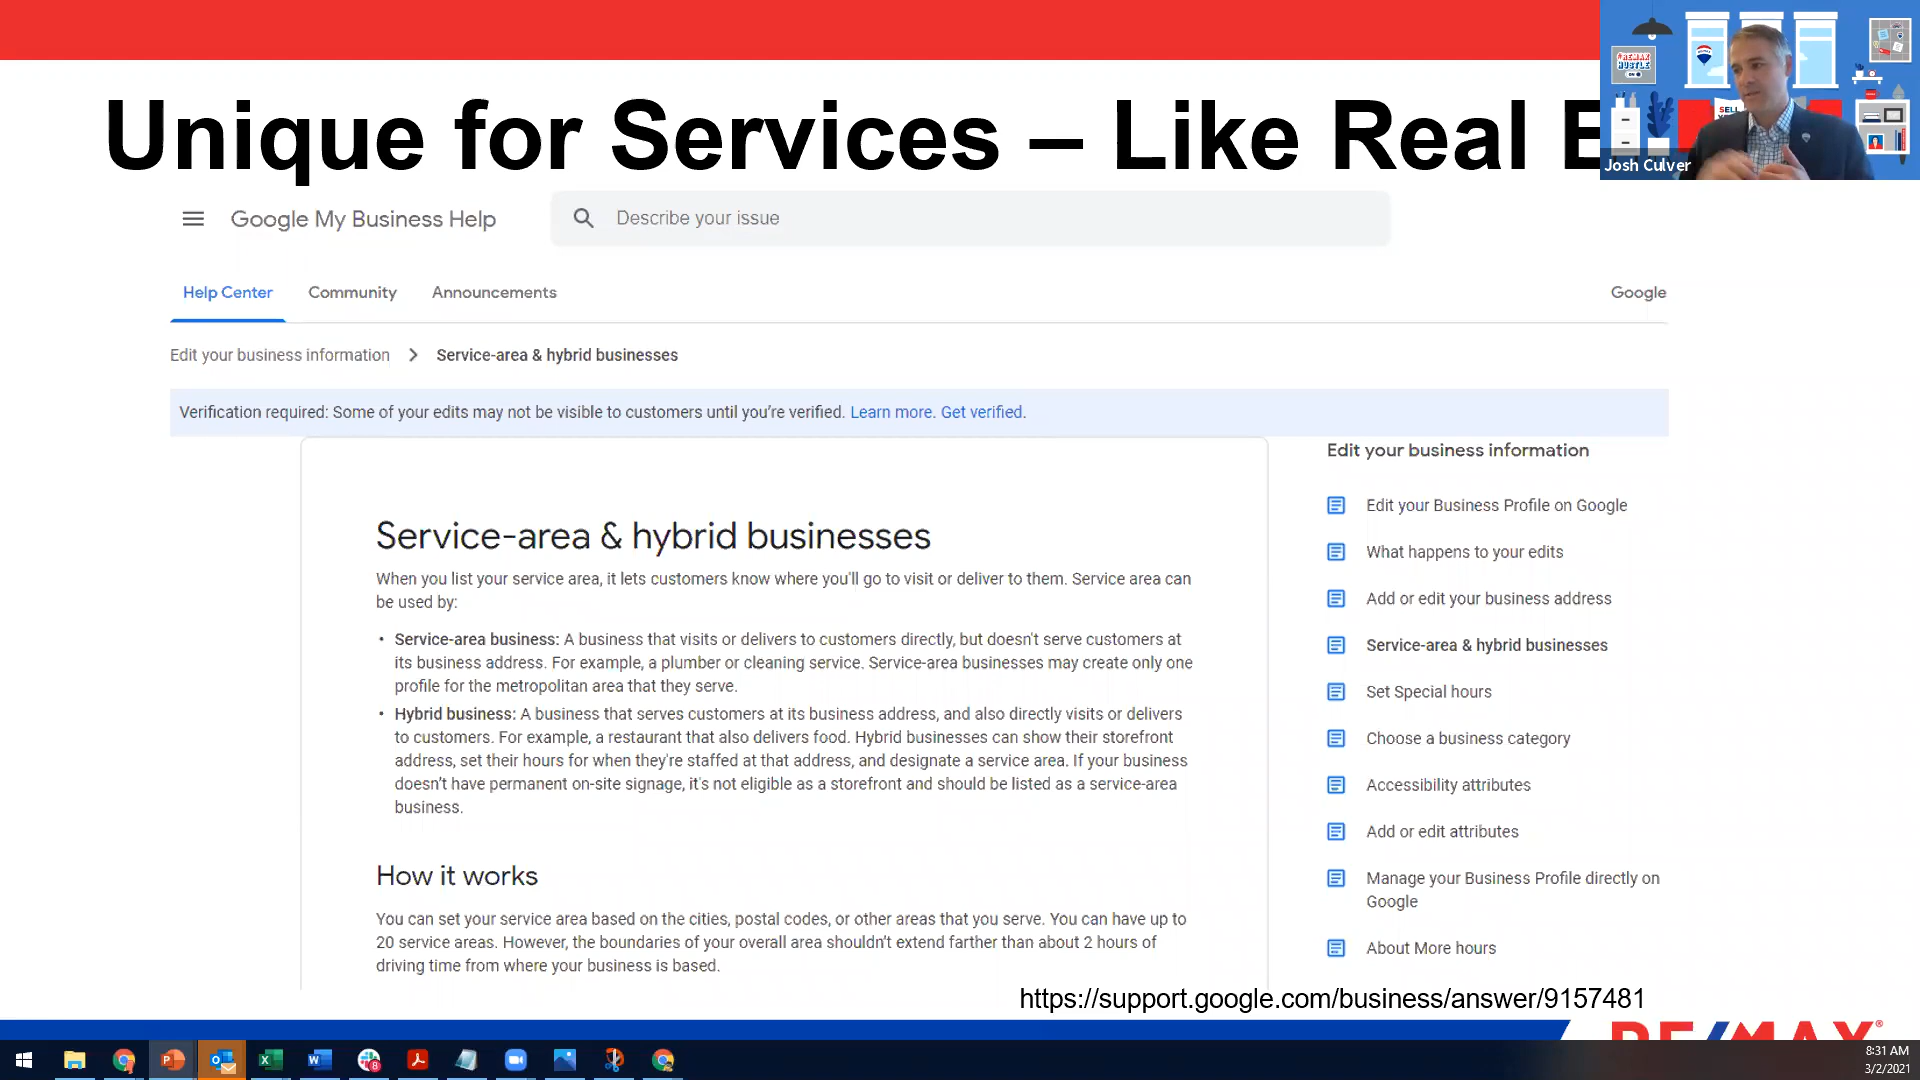 Unique for Services – Like Real E
#REMAX
HUSTLE
ON
SELL
Josh Culver
Google My Business Help
Describe your issue
Help Center
Community
Announcements
Google
Edit your business information
Service-area & hybrid businesses
Verification required: Some of your edits may not be visible to customers until you're verified. Learn more. Get verified.
Service-area & hybrid businesses
When you list your service area, it lets customers know where you'll go to visit or deliver to them. Service area can
be used by:
• Service-area business: A business that visits or delivers to customers directly, but doesn't serve customers at
its business address. For example, a plumber or cleaning service. Service-area businesses may create only one
profile for the metropolitan area that they serve.
• Hybrid business: A business that serves customers at its business address, and also directly visits or delivers
to customers. For example, a restaurant that also delivers food. Hybrid businesses can show their storefront
address, set their hours for when they're staffed at that address, and designate a service area. If your business
doesn't have permanent on-site signage, it's not eligible as a storefront and should be listed as a service-area
business.
How it works
You can set your service area based on the cities, postal codes, or other areas that you serve. You can have up to
20 service areas. However, the boundaries of your overall area shouldn't extend farther than about 2 hours of
driving time from where your business is based.
Edit your business information
Edit your Business Profile on Google
What happens to your edits
Add or edit your business address
Service-area & hybrid businesses
Set Special hours
Choose a business category
Accessibility attributes
Add or edit attributes
Manage your Business Profile directly on
Google
About More hours
https://support.google.com/business/answer/9157481
RE/MAX®
8:31 AM
3/2/2021